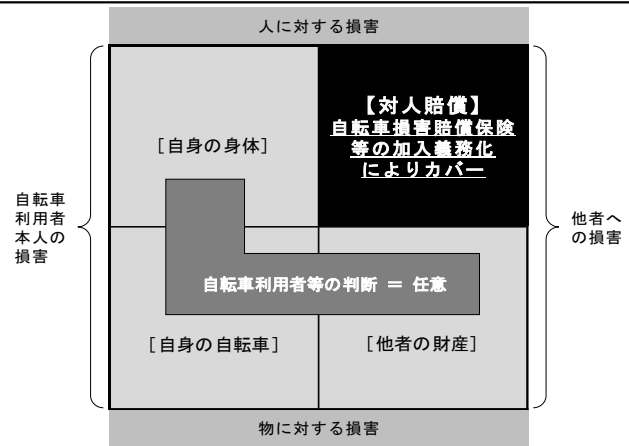 人に対する損害
[自身の身体]
【対人賠償】
自転車損害賠償保険
等の加入義務化
によりカバー
自転車
利用者
本人の
損害
他者へ
の損害
自転車利用者等の判断 ＝ 任意
[自身の自転車]
[他者の財産]
物に対する損害